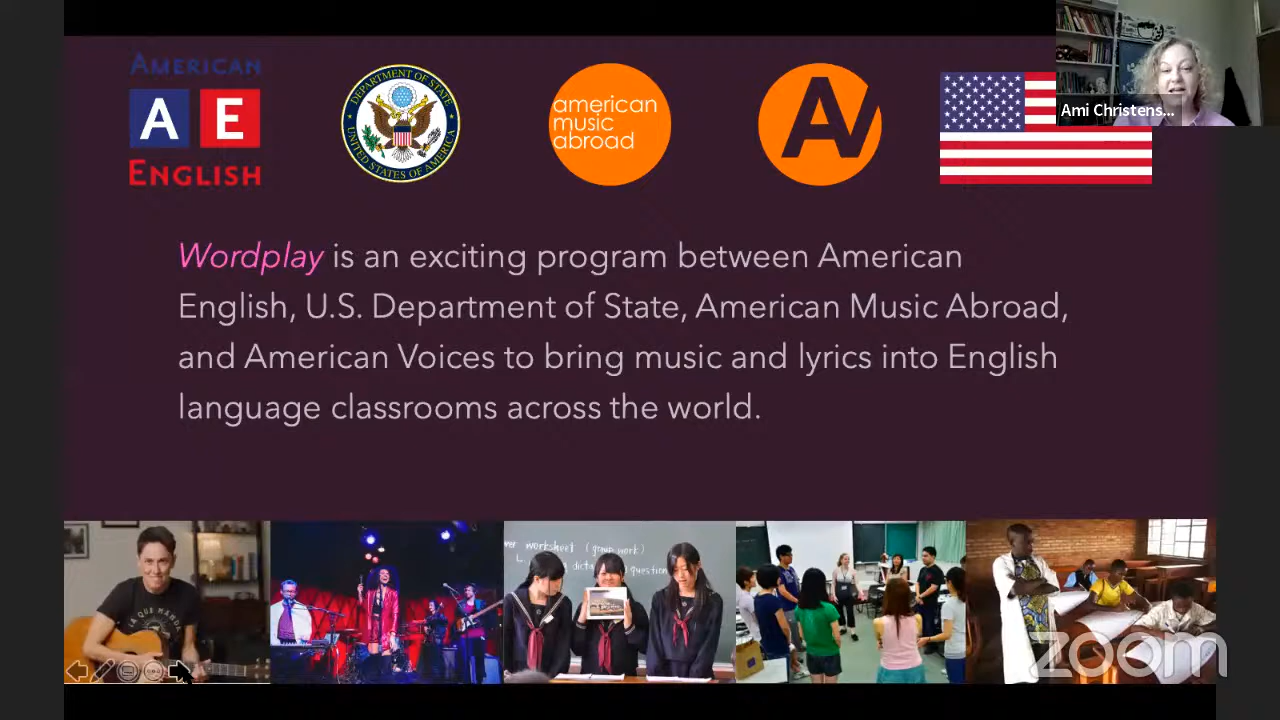 AMERICAN
A E
ENGLISH
DEPARTMENT OF STATE
UNITED STATES OF AMERICA
american
music
abroad
AV
Ami Christens...
Wordplay is an exciting program between American
English, U.S. Department of State, American Music Abroad,
and American Voices to bring music and lyrics into English
language classrooms across the world.
worksheet (group work)
question
zoom